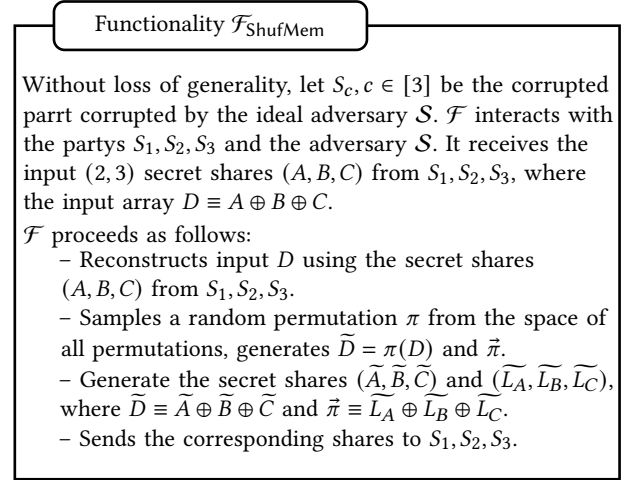 Functionality ℱ_ShufMem
Without loss of generality, let S_c, c ∈ [3] be the corrupted
parrt corrupted by the ideal adversary 𝒮. ℱ interacts with
the partys S_1, S_2, S_3 and the adversary 𝒮. It receives the
input (2, 3) secret shares (A, B, C) from S_1, S_2, S_3, where
the input array D ≡ A ⊕ B ⊕ C.
ℱ proceeds as follows:
– Reconstructs input D using the secret shares
(A, B, C) from S_1, S_2, S_3.
– Samples a random permutation π from the space of
all permutations, generates D̃ = π(D) and π⃗.
– Generate the secret shares (Ã, B̃, C̃) and (L̃_A, L̃_B, L̃_C),
where D̃ ≡ Ã ⊕ B̃ ⊕ C̃ and π⃗ ≡ L̃_A ⊕ L̃_B ⊕ L̃_C.
– Sends the corresponding shares to S_1, S_2, S_3.